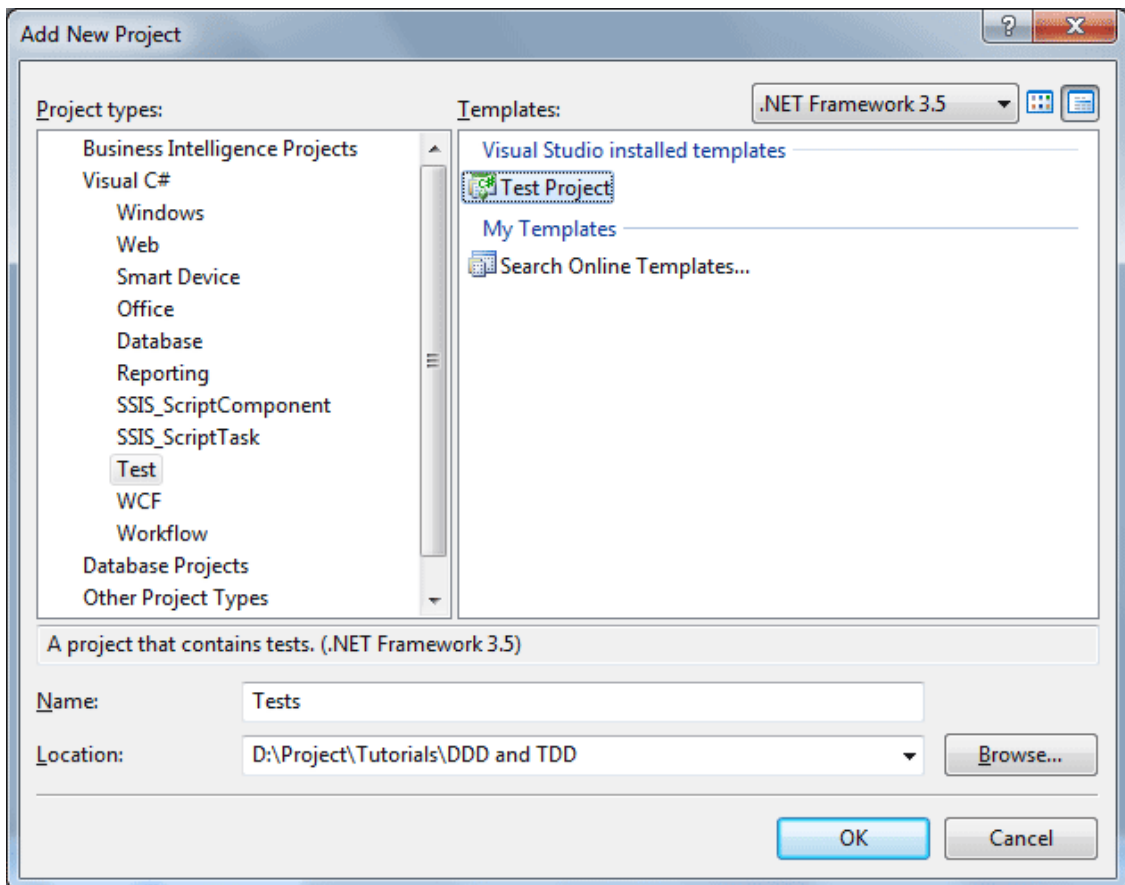 Add New Project
Project types:
Templates:
.NET Framework 3.5
Business Intelligence Projects
Visual C#
Windows
Web
Smart Device
Office
Database
Reporting
SSIS_ScriptComponent
SSIS_ScriptTask
Test
WCF
Workflow
Database Projects
Other Project Types
Visual Studio installed templates
Test Project
My Templates
Search Online Templates...
A project that contains tests. (.NET Framework 3.5)
Name:
Tests
Location:
D:\Project\Tutorials\DDD and TDD
Browse...
OK
Cancel